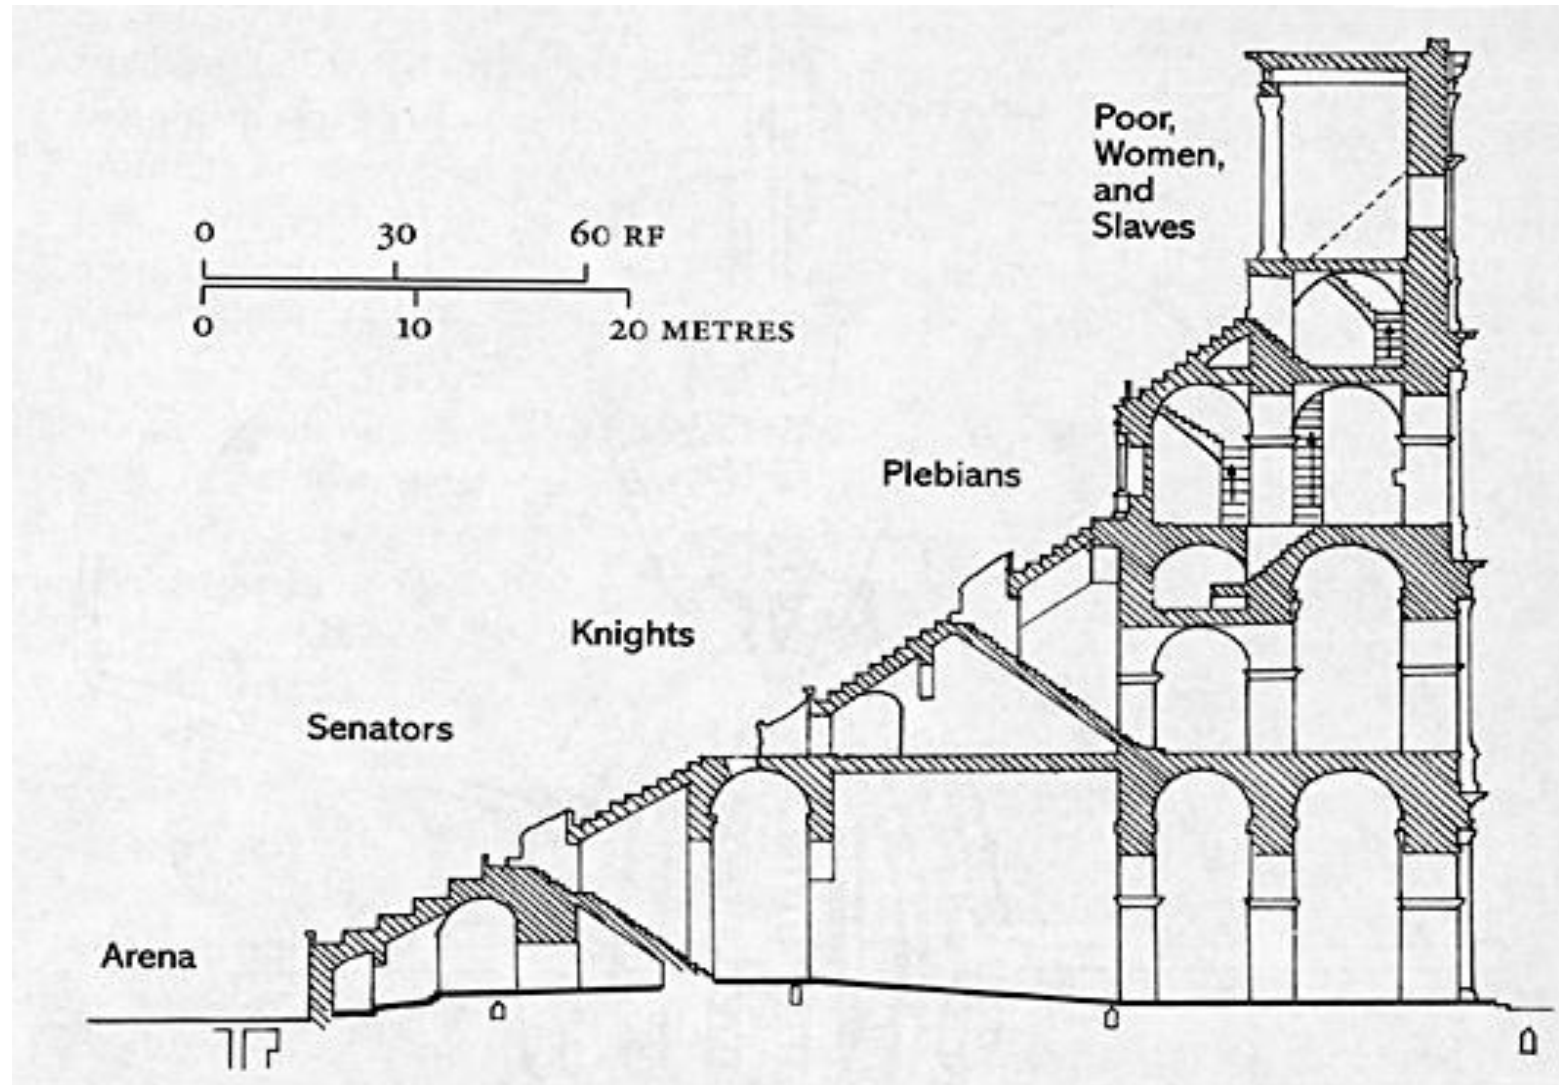 Poor,
Women,
and
Slaves
0 30 60 RF
0 10 20 METRES
Plebians
Knights
Senators
Arena